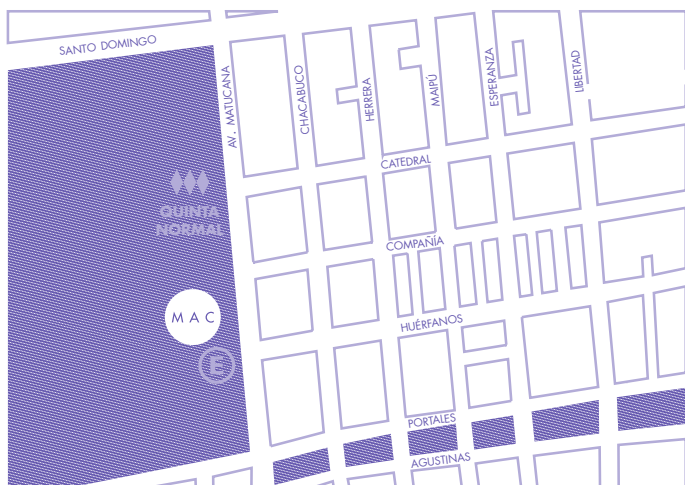 SANTO DOMINGO
AV. MATUCANA
CHACABUCO
HERRERA
MAIPÚ
ESPERANZA
LIBERTAD
CATEDRAL
QUINTA
NORMAL
COMPAÑÍA
MAC
HUÉRFANOS
E
PORTALES
AGUSTINAS